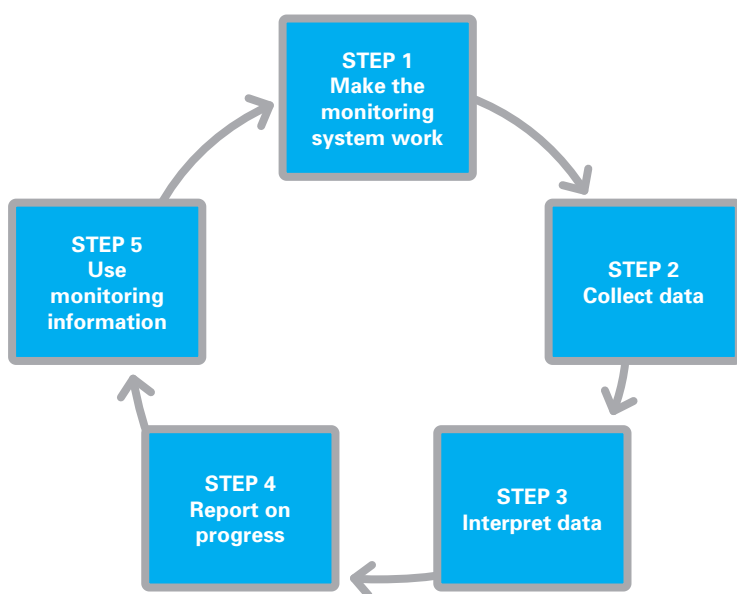 STEP 1
Make the
monitoring
system work
STEP 2
Collect data
STEP 3
Interpret data
STEP 4
Report on
progress
STEP 5
Use
monitoring
information